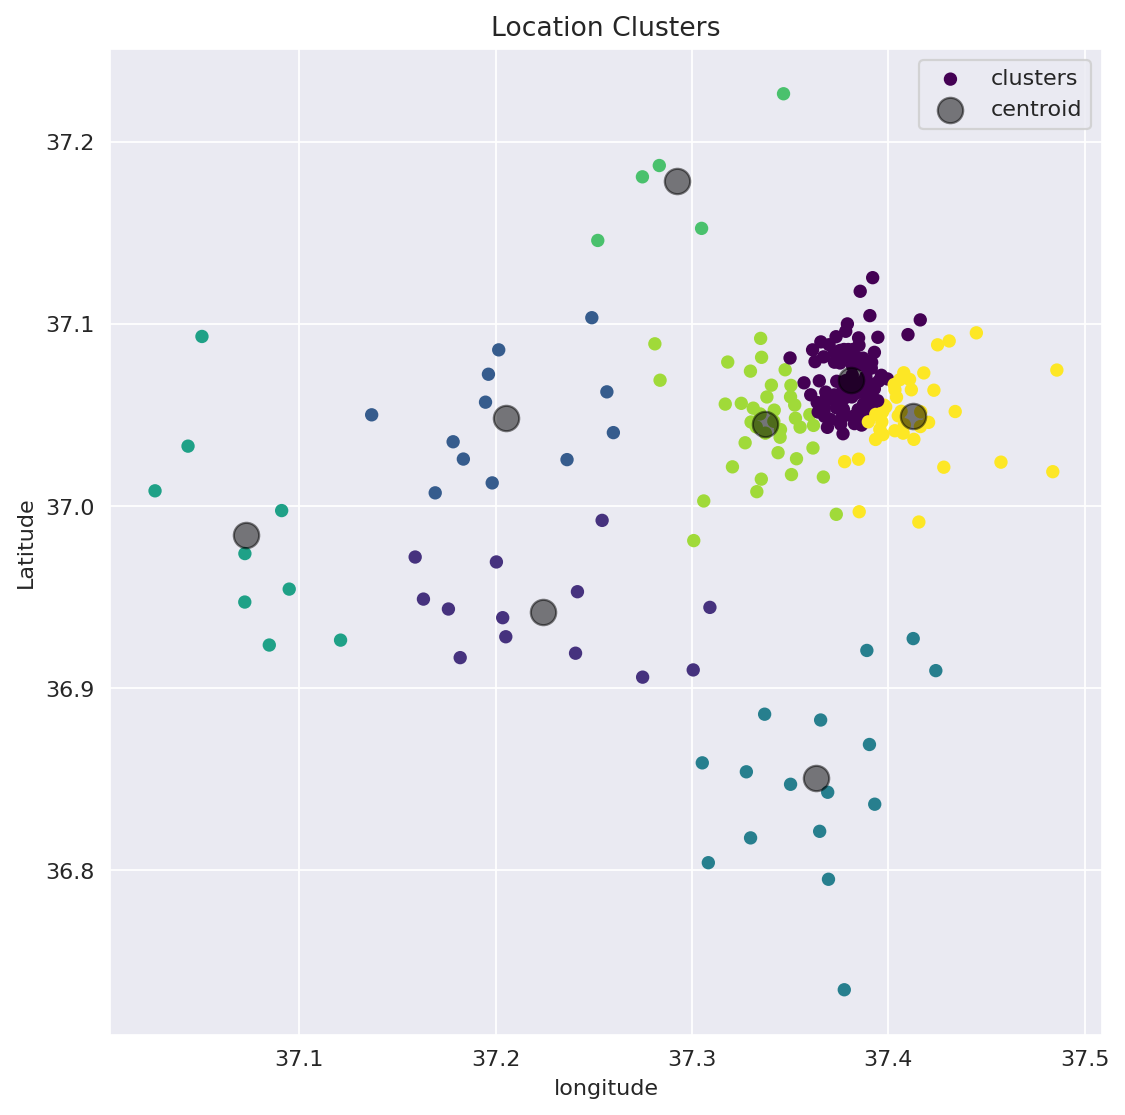 Location Clusters
clusters
centroid
37.2
37.1
37.0
36.9
36.8
Latitude
37.1 37.2 37.3 37.4 37.5
longitude